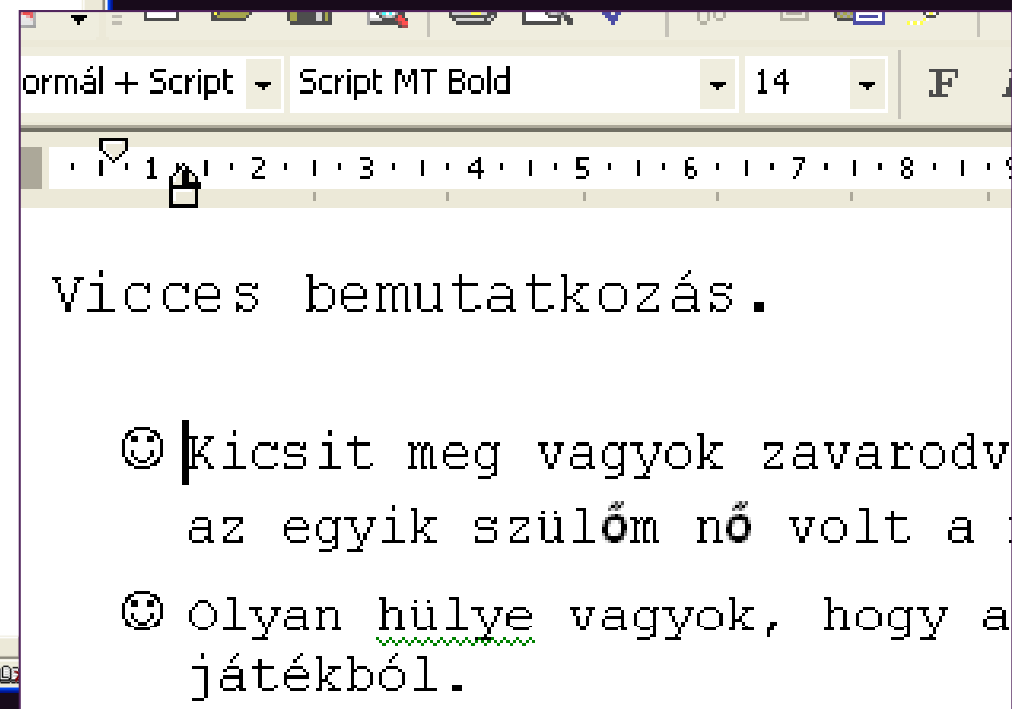 ormál + Script Script MT Bold 14 F
1 2 3 4 5 6 7 8 9
Vicces bemutatkozás.
☺ Kicsit meg vagyok zavarodv
az egyik szülőm nő volt a
☺ Olyan hülye vagyok, hogy a
játékból.